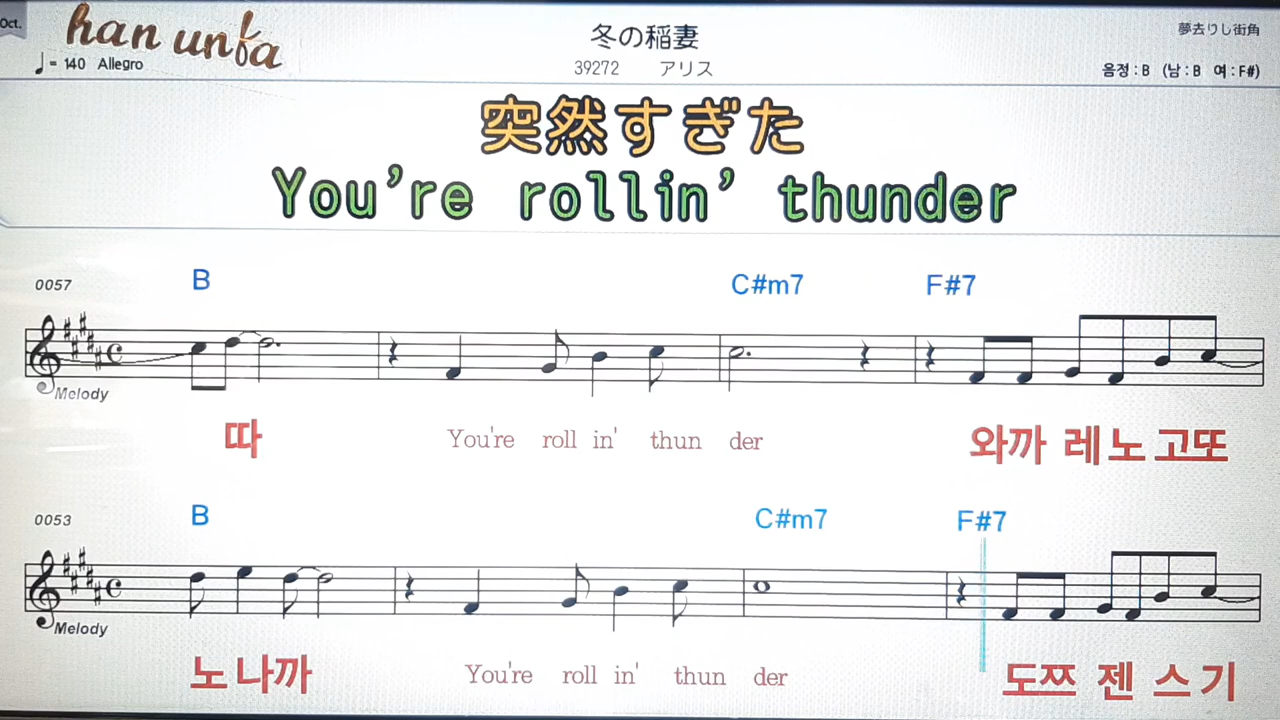 Oct.
han unfa
♩= 140 Allegro
冬の稲妻
39272 アリス
夢去りし街角
음정 : B (남 : B 여 : F#)
突然すぎた
You're rollin' thunder
0057
B C#m7 F#7
Melody
따 You're roll in' thun der 와까 레 노 고또
0053
B C#m7 F#7
Melody
노 나까 You're roll in' thun der 도쯔 젠 스 기